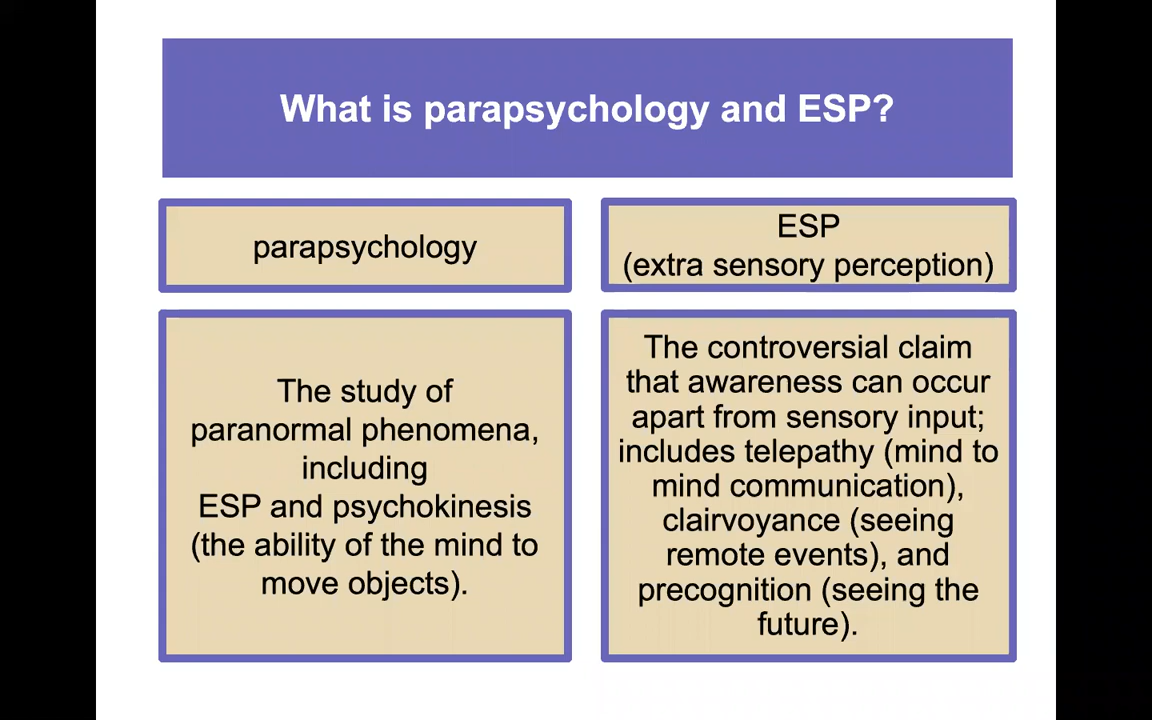 What is parapsychology and ESP?
parapsychology
ESP
(extra sensory perception)
The study of
paranormal phenomena,
including
ESP and psychokinesis
(the ability of the mind to
move objects).
The controversial claim
that awareness can occur
apart from sensory input;
includes telepathy (mind to
mind communication),
clairvoyance (seeing
remote events), and
precognition (seeing the
future).